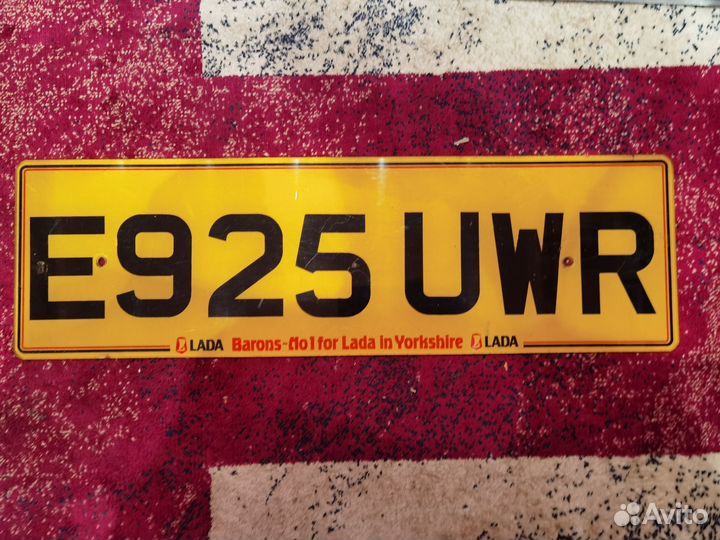 E925 UWR
LADA Barons-No1 for Lada in Yorkshire LADA
Avito